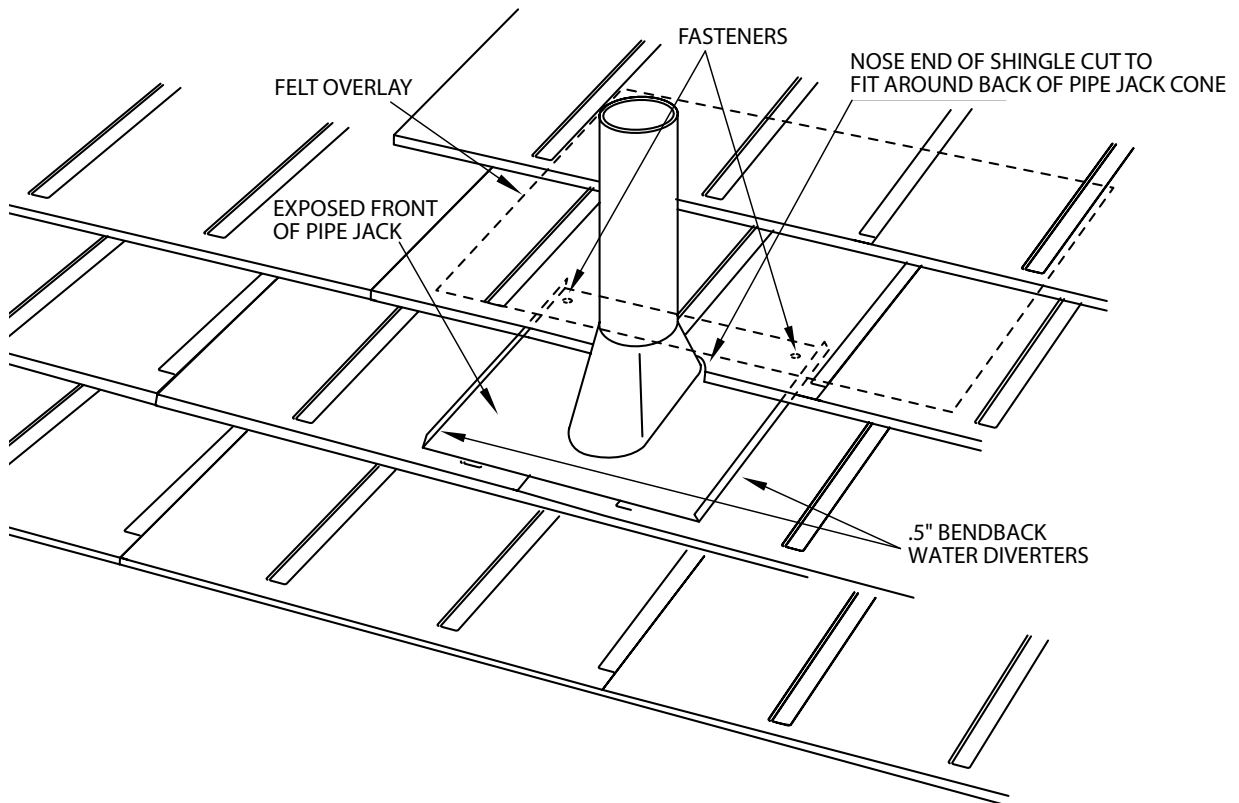 FASTENERS
NOSE END OF SHINGLE CUT TO
FIT AROUND BACK OF PIPE JACK CONE
FELT OVERLAY
EXPOSED FRONT
OF PIPE JACK
.5" BENDBACK
WATER DIVERTERS